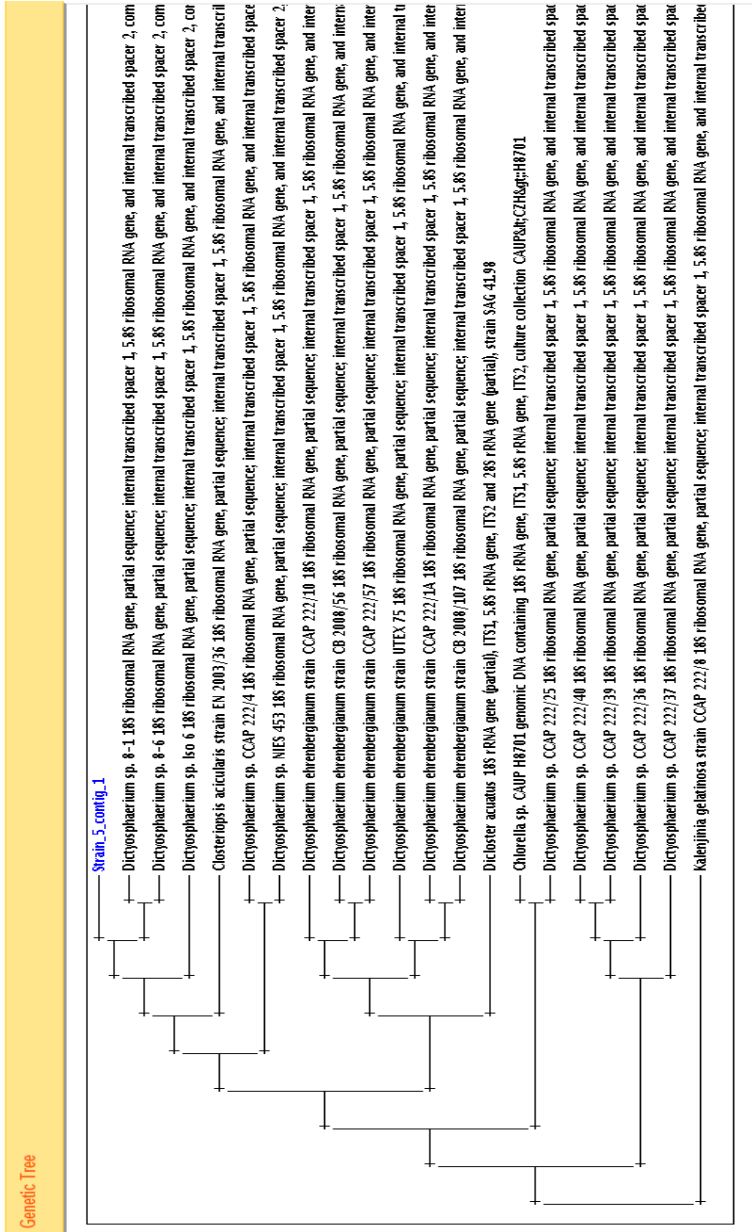 Genetic Tree
Strain_5_contig_1
Dictyosphaerium sp. 8-1 18S ribosomal RNA gene, partial sequence; internal transcribed spacer 1, 5.8S ribosomal RNA gene, and internal transcribed spacer 2, com
Dictyosphaerium sp. 8-6 18S ribosomal RNA gene, partial sequence; internal transcribed spacer 1, 5.8S ribosomal RNA gene, and internal transcribed spacer 2, com
Dictyosphaerium sp. Iso 6 18S ribosomal RNA gene, partial sequence; internal transcribed spacer 1, 5.8S ribosomal RNA gene, and internal transcribed spacer 2, cor
Closteriopsis acicularis strain EN 2003/36 18S ribosomal RNA gene, partial sequence; internal transcribed spacer 1, 5.8S ribosomal RNA gene, and internal transcril
Dictyosphaerium sp. CCAP 222/4 18S ribosomal RNA gene, partial sequence; internal transcribed spacer 1, 5.8S ribosomal RNA gene, and internal transcribed space
Dictyosphaerium sp. NIES 453 18S ribosomal RNA gene, partial sequence; internal transcribed spacer 1, 5.8S ribosomal RNA gene, and internal transcribed spacer 2,
Dictyosphaerium ehrenbergianum strain CCAP 222/10 18S ribosomal RNA gene, partial sequence; internal transcribed spacer 1, 5.8S ribosomal RNA gene, and inter
Dictyosphaerium ehrenbergianum strain CB 2008/56 18S ribosomal RNA gene, partial sequence; internal transcribed spacer 1, 5.8S ribosomal RNA gene, and intern
Dictyosphaerium ehrenbergianum strain CCAP 222/57 18S ribosomal RNA gene, partial sequence; internal transcribed spacer 1, 5.8S ribosomal RNA gene, and inter
Dictyosphaerium ehrenbergianum strain UTEX 75 18S ribosomal RNA gene, partial sequence; internal transcribed spacer 1, 5.8S ribosomal RNA gene, and internal tr
Dictyosphaerium ehrenbergianum strain CCAP 222/1A 18S ribosomal RNA gene, partial sequence; internal transcribed spacer 1, 5.8S ribosomal RNA gene, and inter
Dictyosphaerium ehrenbergianum strain CB 2008/107 18S ribosomal RNA gene, partial sequence; internal transcribed spacer 1, 5.8S ribosomal RNA gene, and inter
Dicloster acuatus 18S rRNA gene (partial), ITS1, 5.8S rRNA gene, ITS2 and 28S rRNA gene (partial), strain SAG 41.98
Chlorella sp. CAUP H8701 genomic DNA containing 18S rRNA gene, ITS1, 5.8S rRNA gene, ITS2, culture collection CAUP&lt;CZH&gt;:H8701
Dictyosphaerium sp. CCAP 222/25 18S ribosomal RNA gene, partial sequence; internal transcribed spacer 1, 5.8S ribosomal RNA gene, and internal transcribed spac
Dictyosphaerium sp. CCAP 222/40 18S ribosomal RNA gene, partial sequence; internal transcribed spacer 1, 5.8S ribosomal RNA gene, and internal transcribed spac
Dictyosphaerium sp. CCAP 222/39 18S ribosomal RNA gene, partial sequence; internal transcribed spacer 1, 5.8S ribosomal RNA gene, and internal transcribed spac
Dictyosphaerium sp. CCAP 222/36 18S ribosomal RNA gene, partial sequence; internal transcribed spacer 1, 5.8S ribosomal RNA gene, and internal transcribed spac
Dictyosphaerium sp. CCAP 222/37 18S ribosomal RNA gene, partial sequence; internal transcribed spacer 1, 5.8S ribosomal RNA gene, and internal transcribed spac
Kalenjinia gelatinosa strain CCAP 222/8 18S ribosomal RNA gene, partial sequence; internal transcribed spacer 1, 5.8S ribosomal RNA gene, and internal transcribe